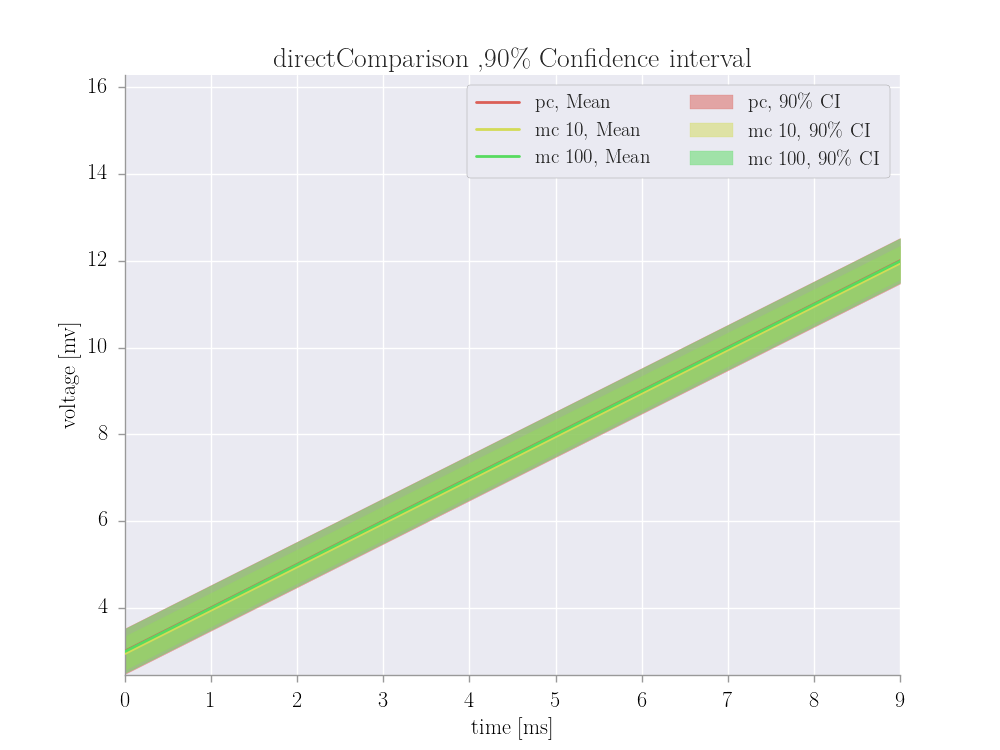 directComparison ,90% Confidence interval
pc, Mean
mc 10, Mean
mc 100, Mean
pc, 90% CI
mc 10, 90% CI
mc 100, 90% CI
voltage [mv]
16
14
12
10
8
6
4
0 1 2 3 4 5 6 7 8 9
time [ms]